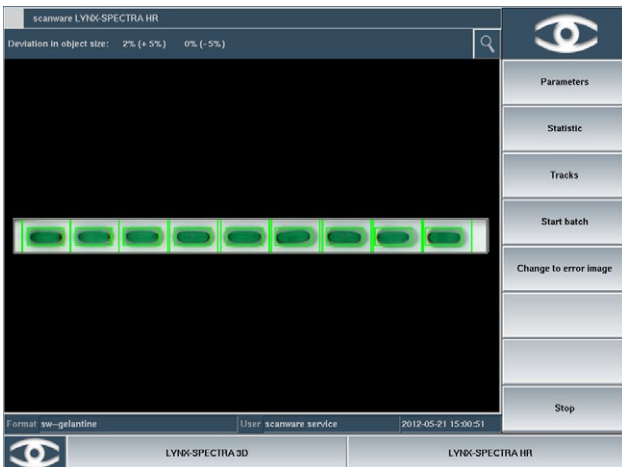 scanware LYNX-SPECTRA HR
Deviation in object size: 2% (+ 5%) 0% (- 5%)
Parameters
Statistic
Tracks
Start batch
Change to error image
Stop
Format sw--gelantine User scanware service 2012-05-21 15:00:51
LYNX-SPECTRA 3D LYNX-SPECTRA HR